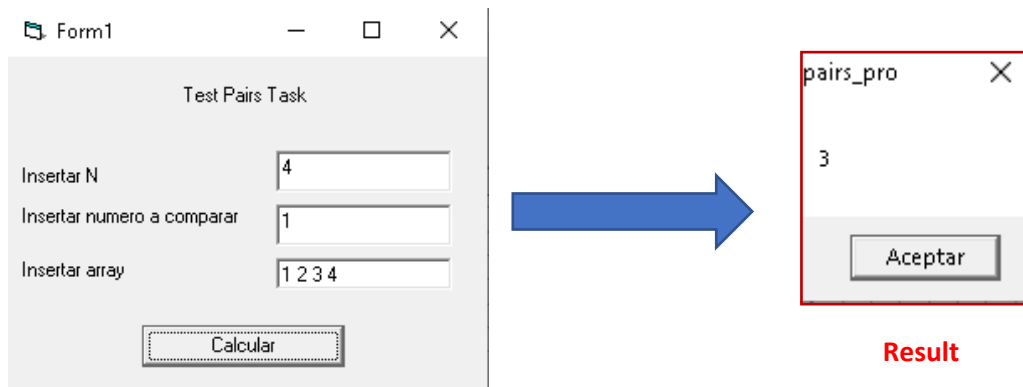 Form1
Test Pairs Task
Insertar N
4
Insertar numero a comparar
1
Insertar array
1 2 3 4
Calcular
pairs_pro
3
Aceptar
Result